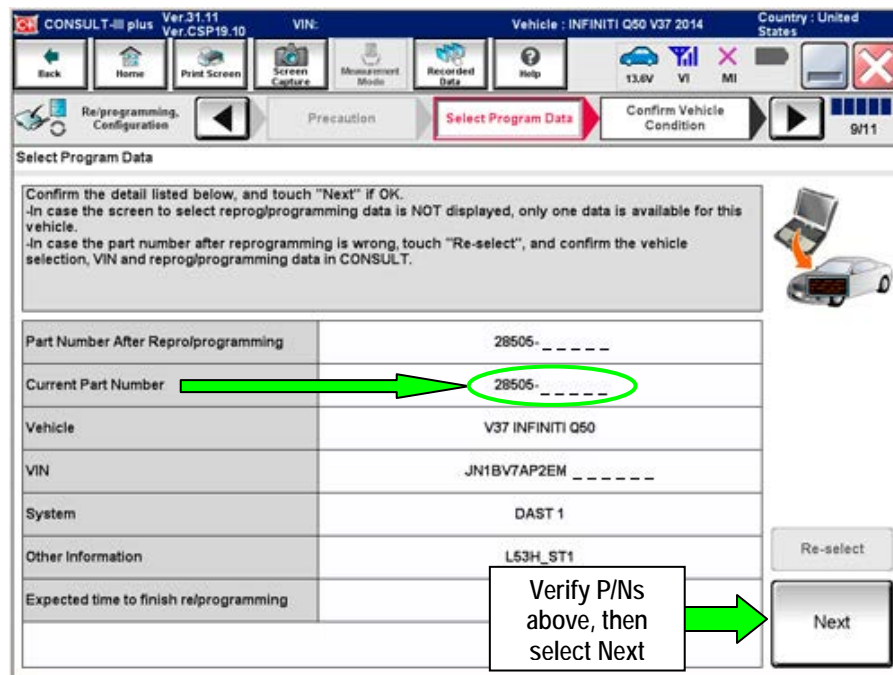 CONSULT-III plus Ver.31.11 VIN: Vehicle : INFINITI Q50 V37 2014 Country : United
Ver.CSP19.10 States
Back Home Print Screen Screen Capture Measurement Mode Recorded Data Help 13.6V VI MI
Re/programming, Configuration Precaution Select Program Data Confirm Vehicle Condition 9/11
Select Program Data
Confirm the detail listed below, and touch "Next" if OK.
-In case the screen to select reprog/programming data is NOT displayed, only one data is available for this
vehicle.
-In case the part number after reprogramming is wrong, touch "Re-select", and confirm the vehicle
selection, VIN and reprog/programming data in CONSULT.
Part Number After Repro/programming 28505-_ _ _ _ _
Current Part Number 28505-_ _ _ _ _
Vehicle V37 INFINITI Q50
VIN JN1BV7AP2EM _ _ _ _ _ _
System DAST 1
Other Information L53H_ST1
Expected time to finish re/programming
Re-select
Verify P/Ns
above, then
select Next
Next